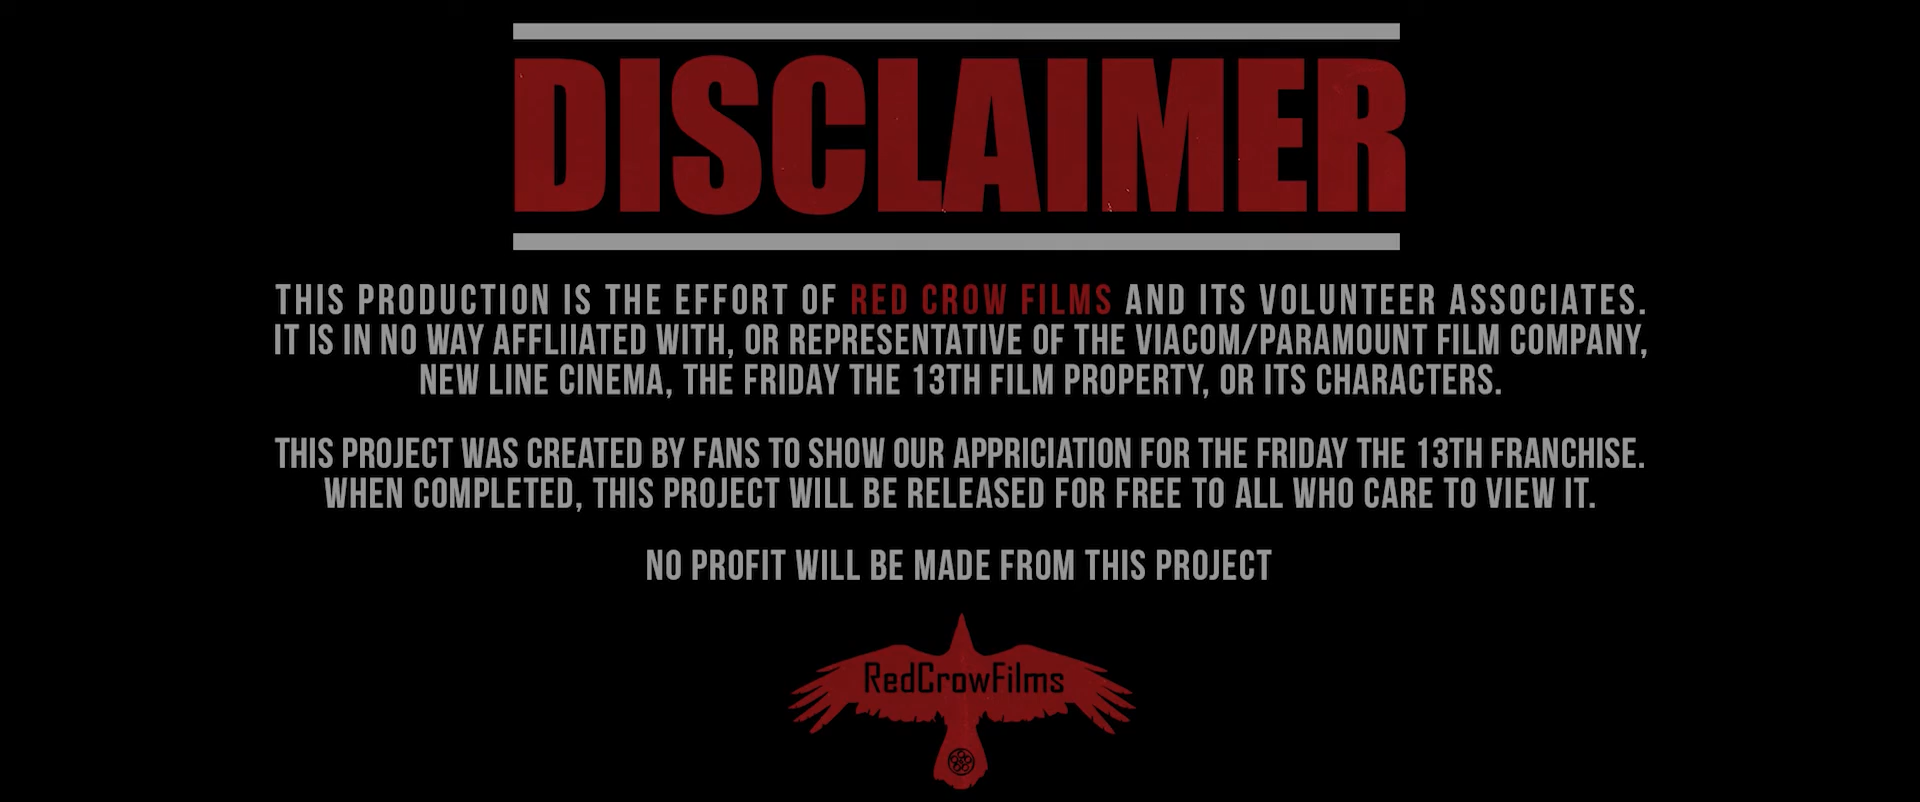 DISCLAIMER
THIS PRODUCTION IS THE EFFORT OF RED CROW FILMS AND ITS VOLUNTEER ASSOCIATES.
IT IS IN NO WAY AFFLIIATED WITH, OR REPRESENTATIVE OF THE VIACOM/PARAMOUNT FILM COMPANY,
NEW LINE CINEMA, THE FRIDAY THE 13TH FILM PROPERTY, OR ITS CHARACTERS.
THIS PROJECT WAS CREATED BY FANS TO SHOW OUR APPRICIATION FOR THE FRIDAY THE 13TH FRANCHISE.
WHEN COMPLETED, THIS PROJECT WILL BE RELEASED FOR FREE TO ALL WHO CARE TO VIEW IT.
NO PROFIT WILL BE MADE FROM THIS PROJECT
RedCrowFilms